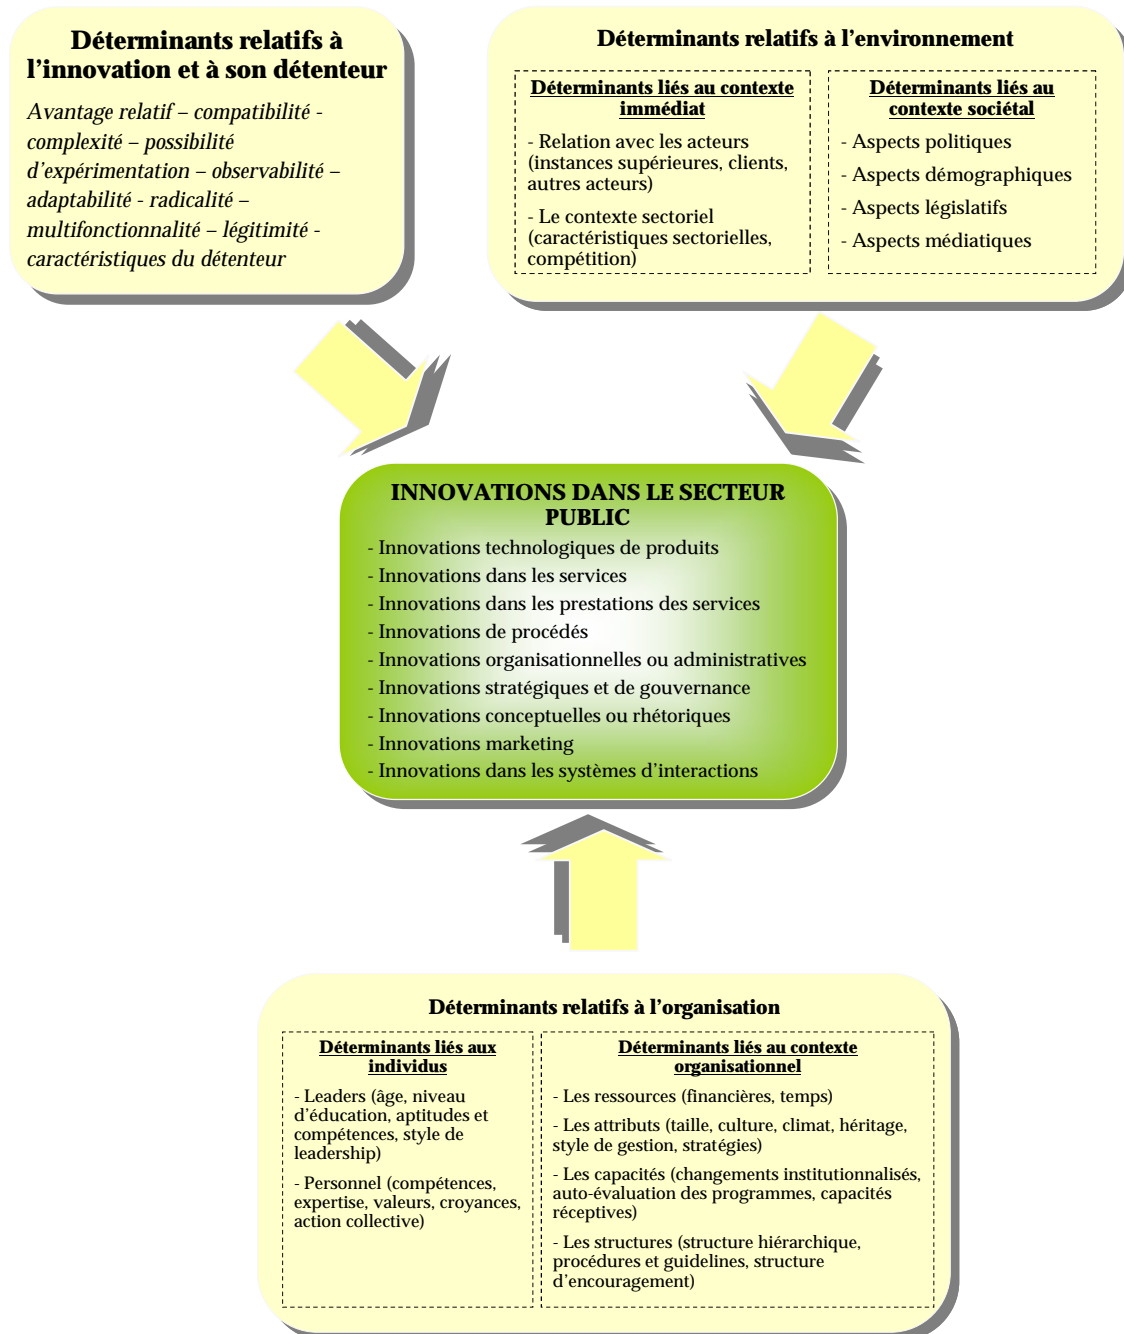 Déterminants relatifs à
l'innovation et à son détenteur
Avantage relatif – compatibilité -
complexité – possibilité
d'expérimentation – observabilité –
adaptabilité - radicalité –
multifonctionnalité – légitimité -
caractéristiques du détenteur
Déterminants relatifs à l'environnement
Déterminants liés au contexte
immédiat
- Relation avec les acteurs
(instances supérieures, clients,
autres acteurs)
- Le contexte sectoriel
(caractéristiques sectorielles,
compétition)
Déterminants liés au
contexte sociétal
- Aspects politiques
- Aspects démographiques
- Aspects législatifs
- Aspects médiatiques
INNOVATIONS DANS LE SECTEUR
PUBLIC
- Innovations technologiques de produits
- Innovations dans les services
- Innovations dans les prestations des services
- Innovations de procédés
- Innovations organisationnelles ou administratives
- Innovations stratégiques et de gouvernance
- Innovations conceptuelles ou rhétoriques
- Innovations marketing
- Innovations dans les systèmes d'interactions
Déterminants relatifs à l'organisation
Déterminants liés aux
individus
- Leaders (âge, niveau
d'éducation, aptitudes et
compétences, style de
leadership)
- Personnel (compétences,
expertise, valeurs, croyances,
action collective)
Déterminants liés au contexte
organisationnel
- Les ressources (financières, temps)
- Les attributs (taille, culture, climat, héritage,
style de gestion, stratégies)
- Les capacités (changements institutionnalisés,
auto-évaluation des programmes, capacités
réceptives)
- Les structures (structure hiérarchique,
procédures et guidelines, structure
d'encouragement)